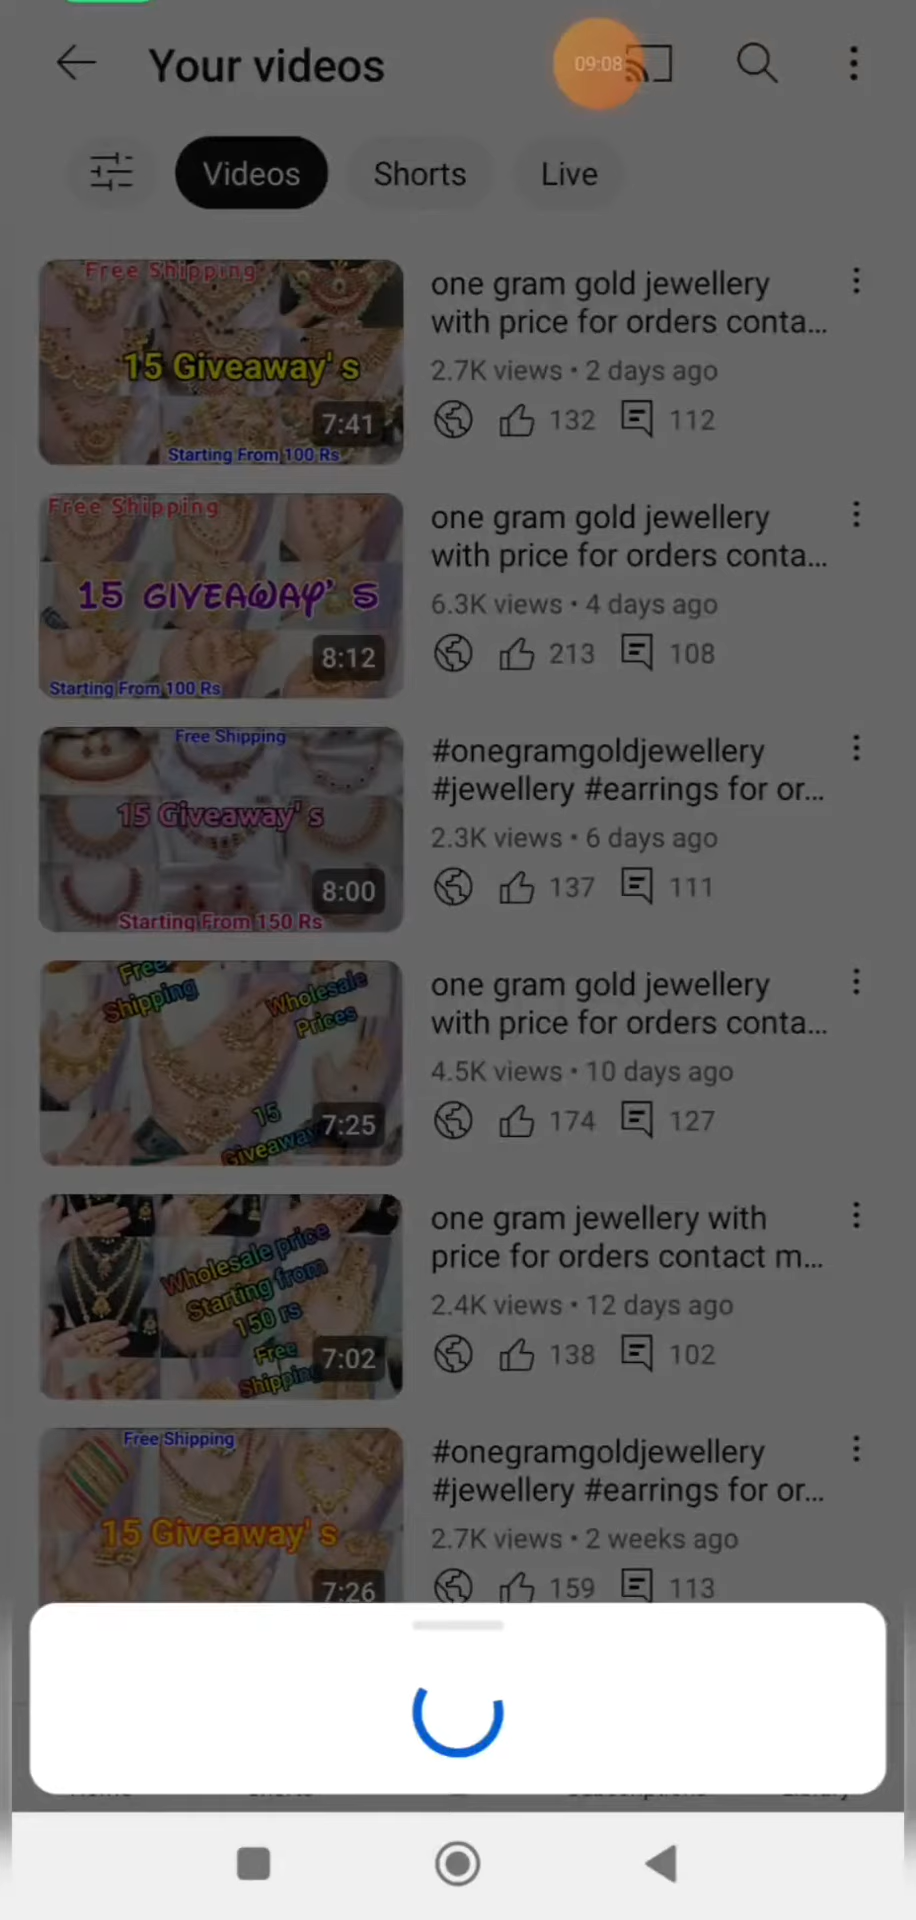 Your videos
09:08
Videos
Shorts
Live
Free Shipping
15 Giveaway' s
7:41
Starting From 100 Rs
one gram gold jewellery
with price for orders conta...
2.7K views • 2 days ago
132
112
Free Shipping
15 GIVEAWAY' S
8:12
Starting From 100 Rs
one gram gold jewellery
with price for orders conta...
6.3K views • 4 days ago
213
108
Free Shipping
15 Giveaway' s
8:00
Starting From 150 Rs
#onegramgoldjewellery
#jewellery #earrings for or...
2.3K views • 6 days ago
137
111
Free
Shipping
Wholesale
Prices
15
Giveaway
7:25
one gram gold jewellery
with price for orders conta...
4.5K views • 10 days ago
174
127
Wholesale price
Starting from
150 rs
Free
Shipping
7:02
one gram jewellery with
price for orders contact m...
2.4K views • 12 days ago
138
102
Free Shipping
15 Giveaway' s
7:26
#onegramgoldjewellery
#jewellery #earrings for or...
2.7K views • 2 weeks ago
159
113